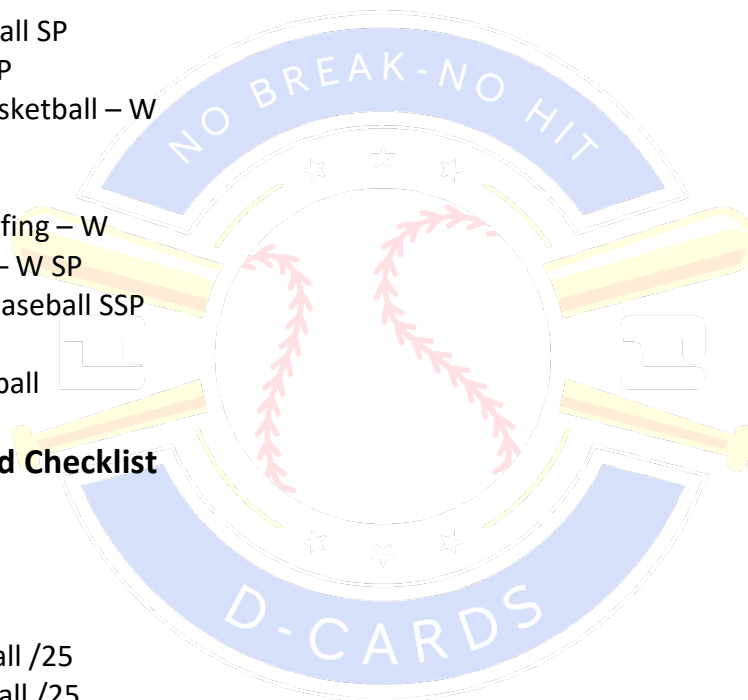 all SP
P
sketball – W
fing – W
– W SP
aseball SSP
ball
d Checklist
all /25
all /25
NO BREAK-NO HIT
D-CARDS